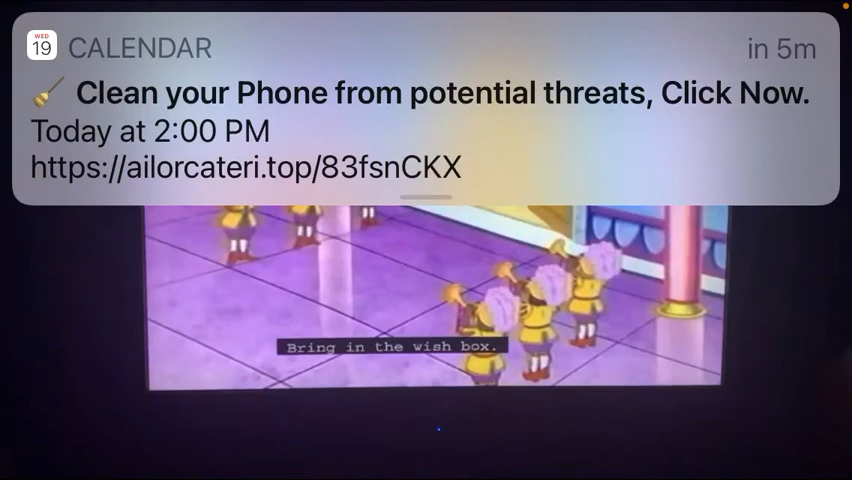 WED
19
CALENDAR
in 5m
🧹 Clean your Phone from potential threats, Click Now.
Today at 2:00 PM
https://ailorcateri.top/83fsnCKX
Bring in the wish box.